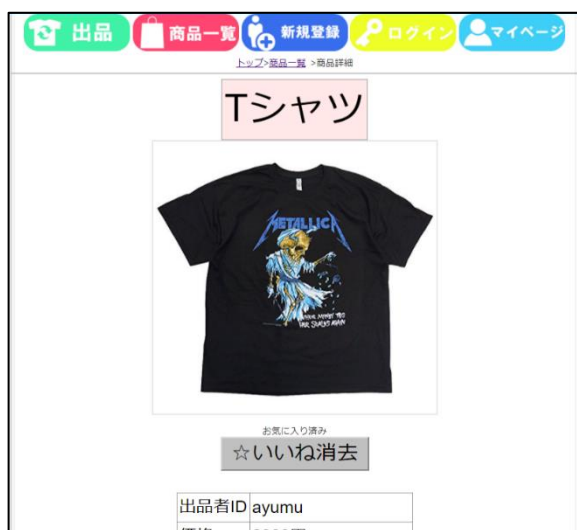 出品 商品一覧 新規登録 ログイン マイページ
トップ>商品一覧 >商品詳細
Tシャツ
METALLICA
お気に入り済み
☆いいね消去
出品者ID ayumu